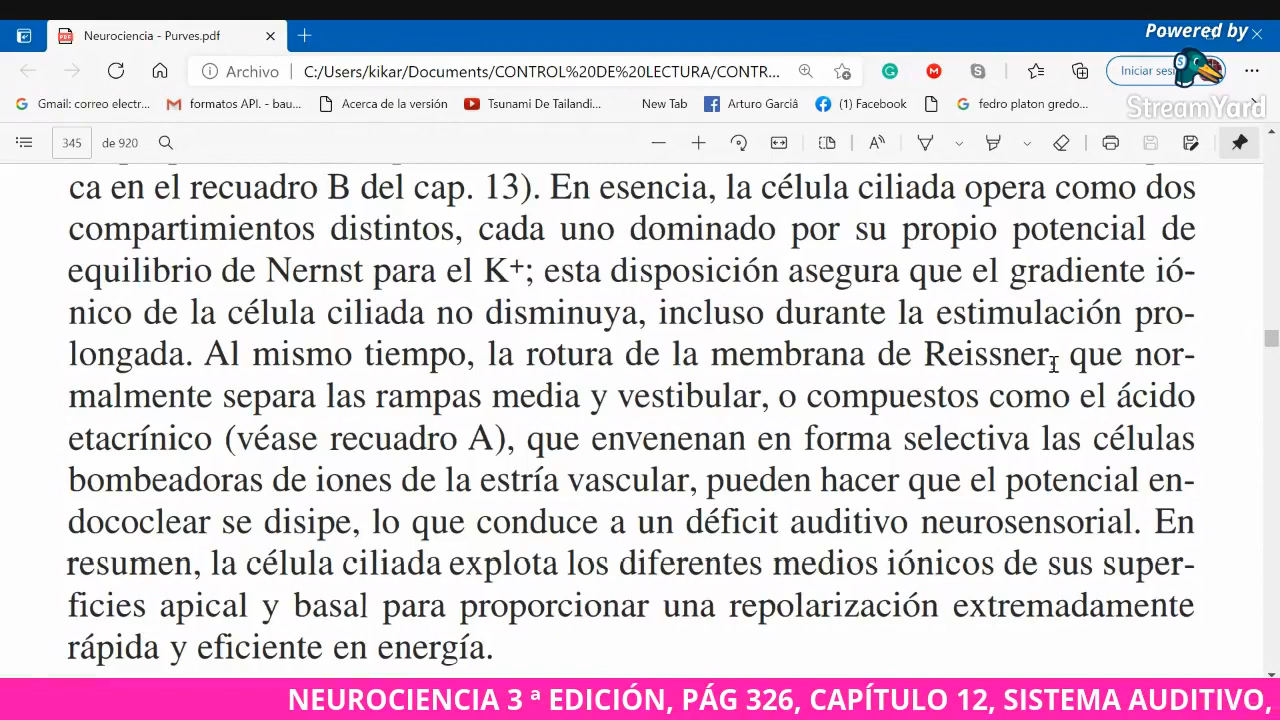 Powered by
Neurociencia - Purves.pdf
Archivo
C:/Users/kikar/Documen
ONTROL%20DE%20LECTURA/CONTR...
Iniciar sesi
StreamYard
Gmail: correo electr...
formatos API. - bau...
Acerca de la versió
Tsunami De Tailandi...
New Tab
Arturo Garciâ
(1) Facebook
fedro platon gredo...
345
de 920
ca en el recuadro B del cap. 13). En esencia, la célula ciliada opera como dos
compartimientos distintos, cada uno dominado por su propio potencial de
equilibrio de Nernst para el K+; esta disposición asegura que el gradiente ió-
nico de la célula ciliada no disminuya, incluso durante la estimulación pro-
longada. Al mismo tiempo, la rotura de la membrana de Reissner, que nor-
malmente separa las rampas media y vestibular, o compuestos como el ácido
etacrínico (véase recuadro A), que envenenan en forma selectiva las células
bombeadoras de iones de la estría vascular, pueden hacer que el potencial en-
dococlear se disipe, lo que conduce a un déficit auditivo neurosensorial. En
resumen, la célula ciliada explota los diferentes medios iónicos de sus super-
ficies apical y basal para proporcionar una repolarización extremadamente
rápida y eficiente en energía.
NEUROCIENCIA 3 ª EDICIÓN, PÁG 326, CAPÍTULO 12, SISTEMA AUDITIVO,